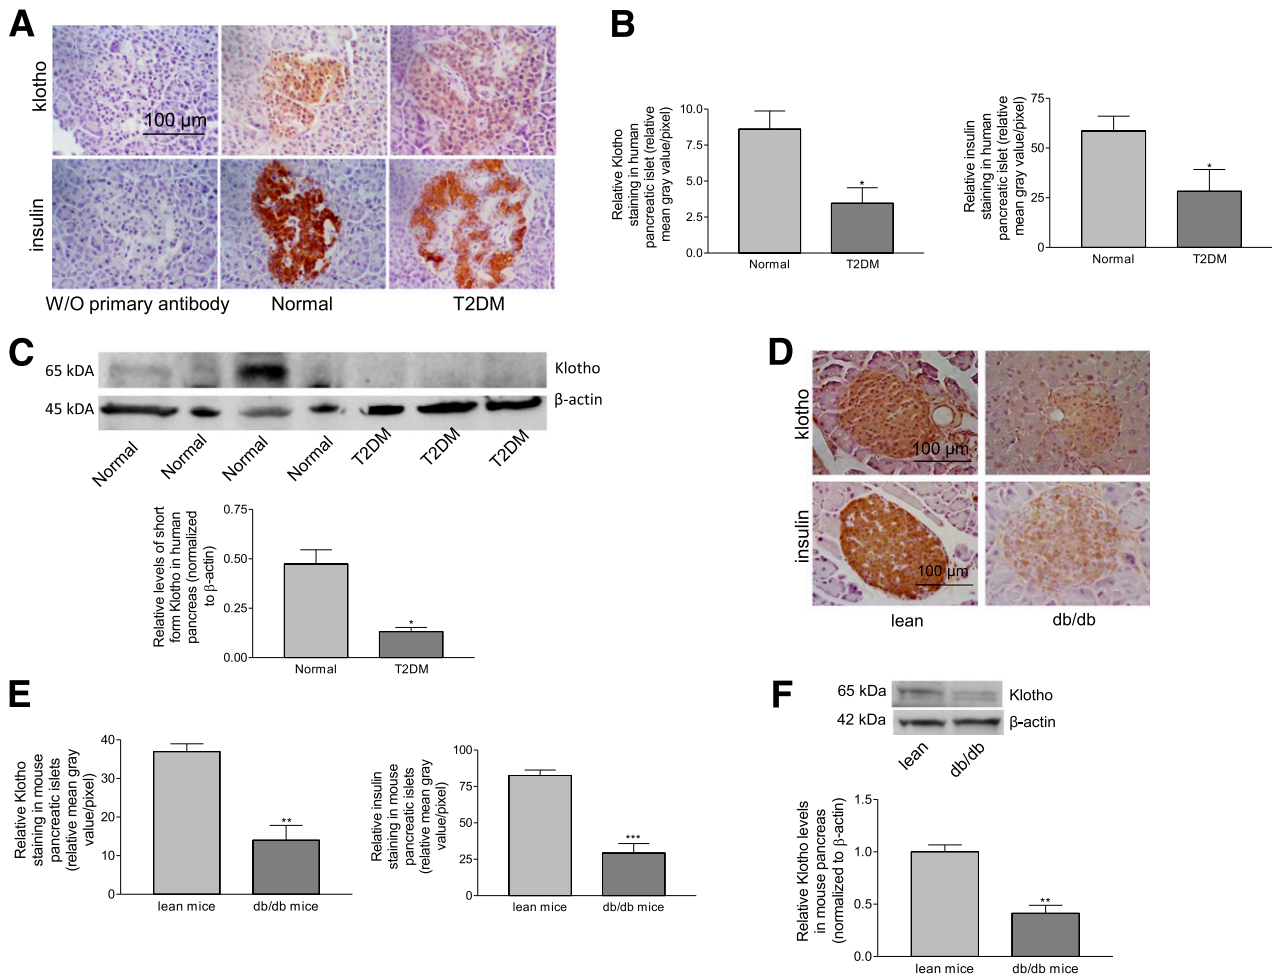 A
klotho
100 μm
insulin
W/O primary antibody
Normal
T2DM
B
Relative Klotho
staining in human
pancreatic islet (relative
mean gray value/pixel)
10.0
7.5
5.0
2.5
0.0
*
Normal
T2DM
Relative insulin
staining in human
pancreatic islet (relative
mean gray value/pixel)
75
50
25
0
*
Normal
T2DM
C
65 kDA
Klotho
45 kDA
β-actin
Normal
Normal
Normal
Normal
T2DM
T2DM
T2DM
Relative levels of short
form Klotho in human
pancreas (normalized
to β-actin)
0.75
0.50
0.25
0.00
*
Normal
T2DM
D
klotho
100 μm
insulin
100 μm
lean
db/db
E
Relative Klotho
staining in mouse
pancreatic islets
(relative mean gray
value/pixel)
40
30
20
10
0
**
lean mice
db/db mice
Relative insulin
staining in mouse
pancreatic islets
(relative mean gray
value/pixel)
100
75
50
25
0
***
lean mice
db/db mice
F
65 kDa
Klotho
42 kDa
β-actin
lean
db/db
Relative Klotho levels
in mouse pancreas
(normalized to β-actin)
1.5
1.0
0.5
0.0
**
lean mice
db/db mice